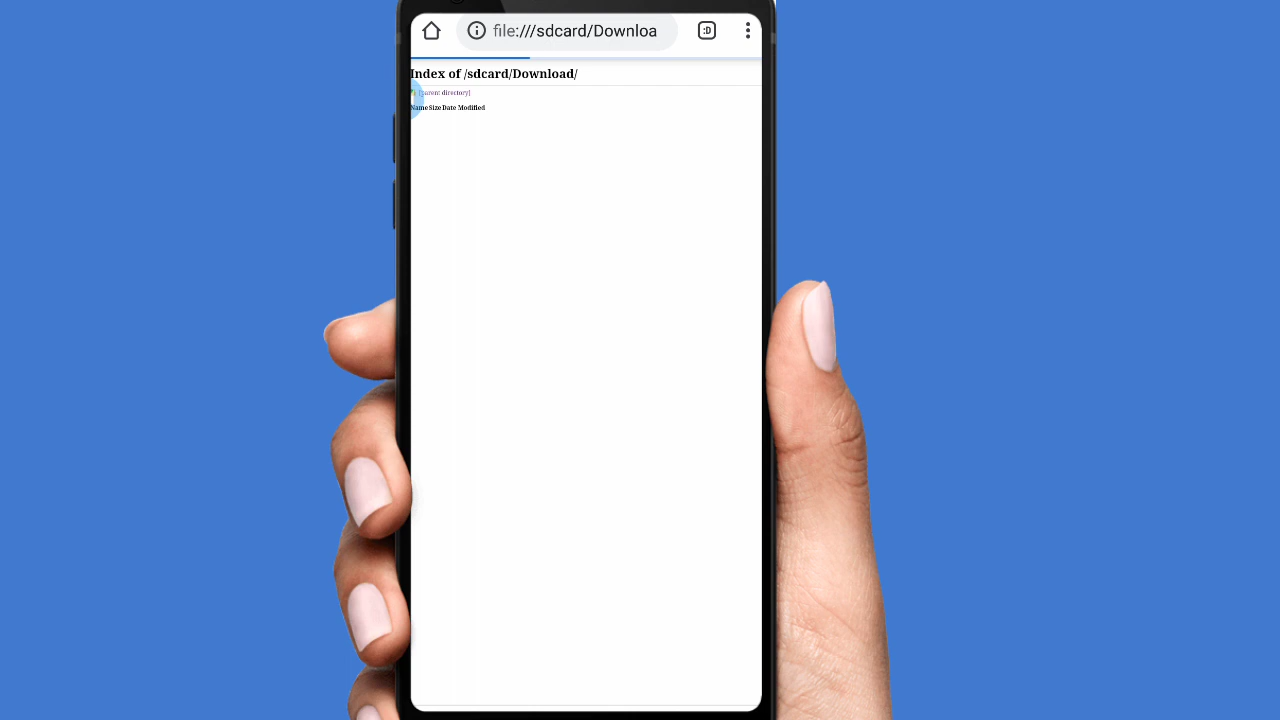 file:///sdcard/Downloa :D
Index of /sdcard/Download/
[parent directory]
Name Size Date Modified